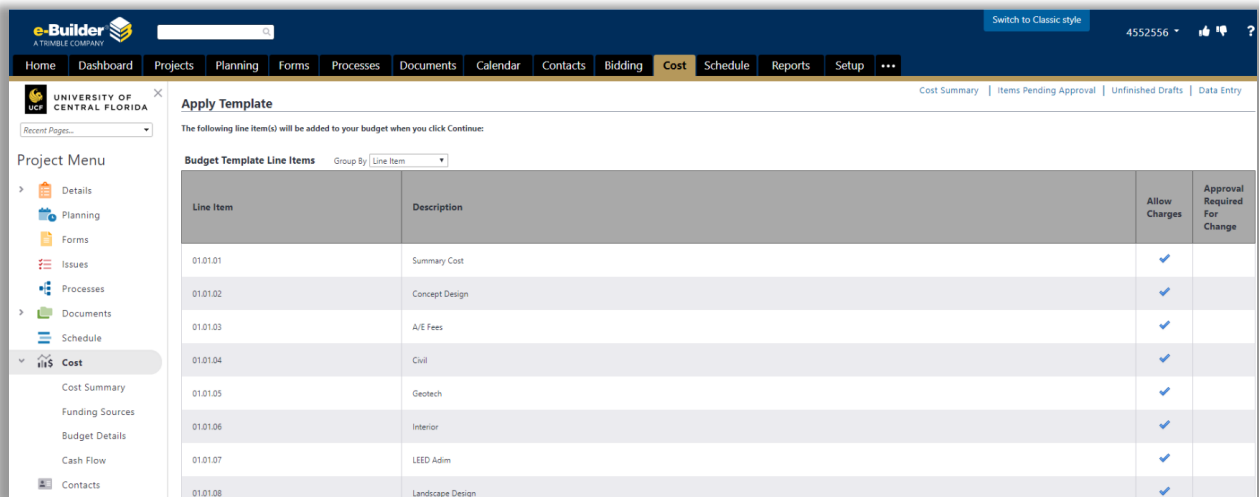 Switch to Classic style
e-Builder
A TRIMBLE COMPANY
4552556
?
Home Dashboard Projects Planning Forms Processes Documents Calendar Contacts Bidding Cost Schedule Reports Setup •••
UCF UNIVERSITY OF CENTRAL FLORIDA
Recent Pages...
Cost Summary | Items Pending Approval | Unfinished Drafts | Data Entry
Apply Template
The following line item(s) will be added to your budget when you click Continue:
Project Menu
Details
Planning
Forms
Issues
Processes
Documents
Schedule
Cost
Cost Summary
Funding Sources
Budget Details
Cash Flow
Contacts
Budget Template Line Items Group By Line Item
Line Item Description Allow Charges Approval Required For Change
01.01.01 Summary Cost
01.01.02 Concept Design
01.01.03 A/E Fees
01.01.04 Civil
01.01.05 Geotech
01.01.06 Interior
01.01.07 LEED Adim
01.01.08 Landscape Design